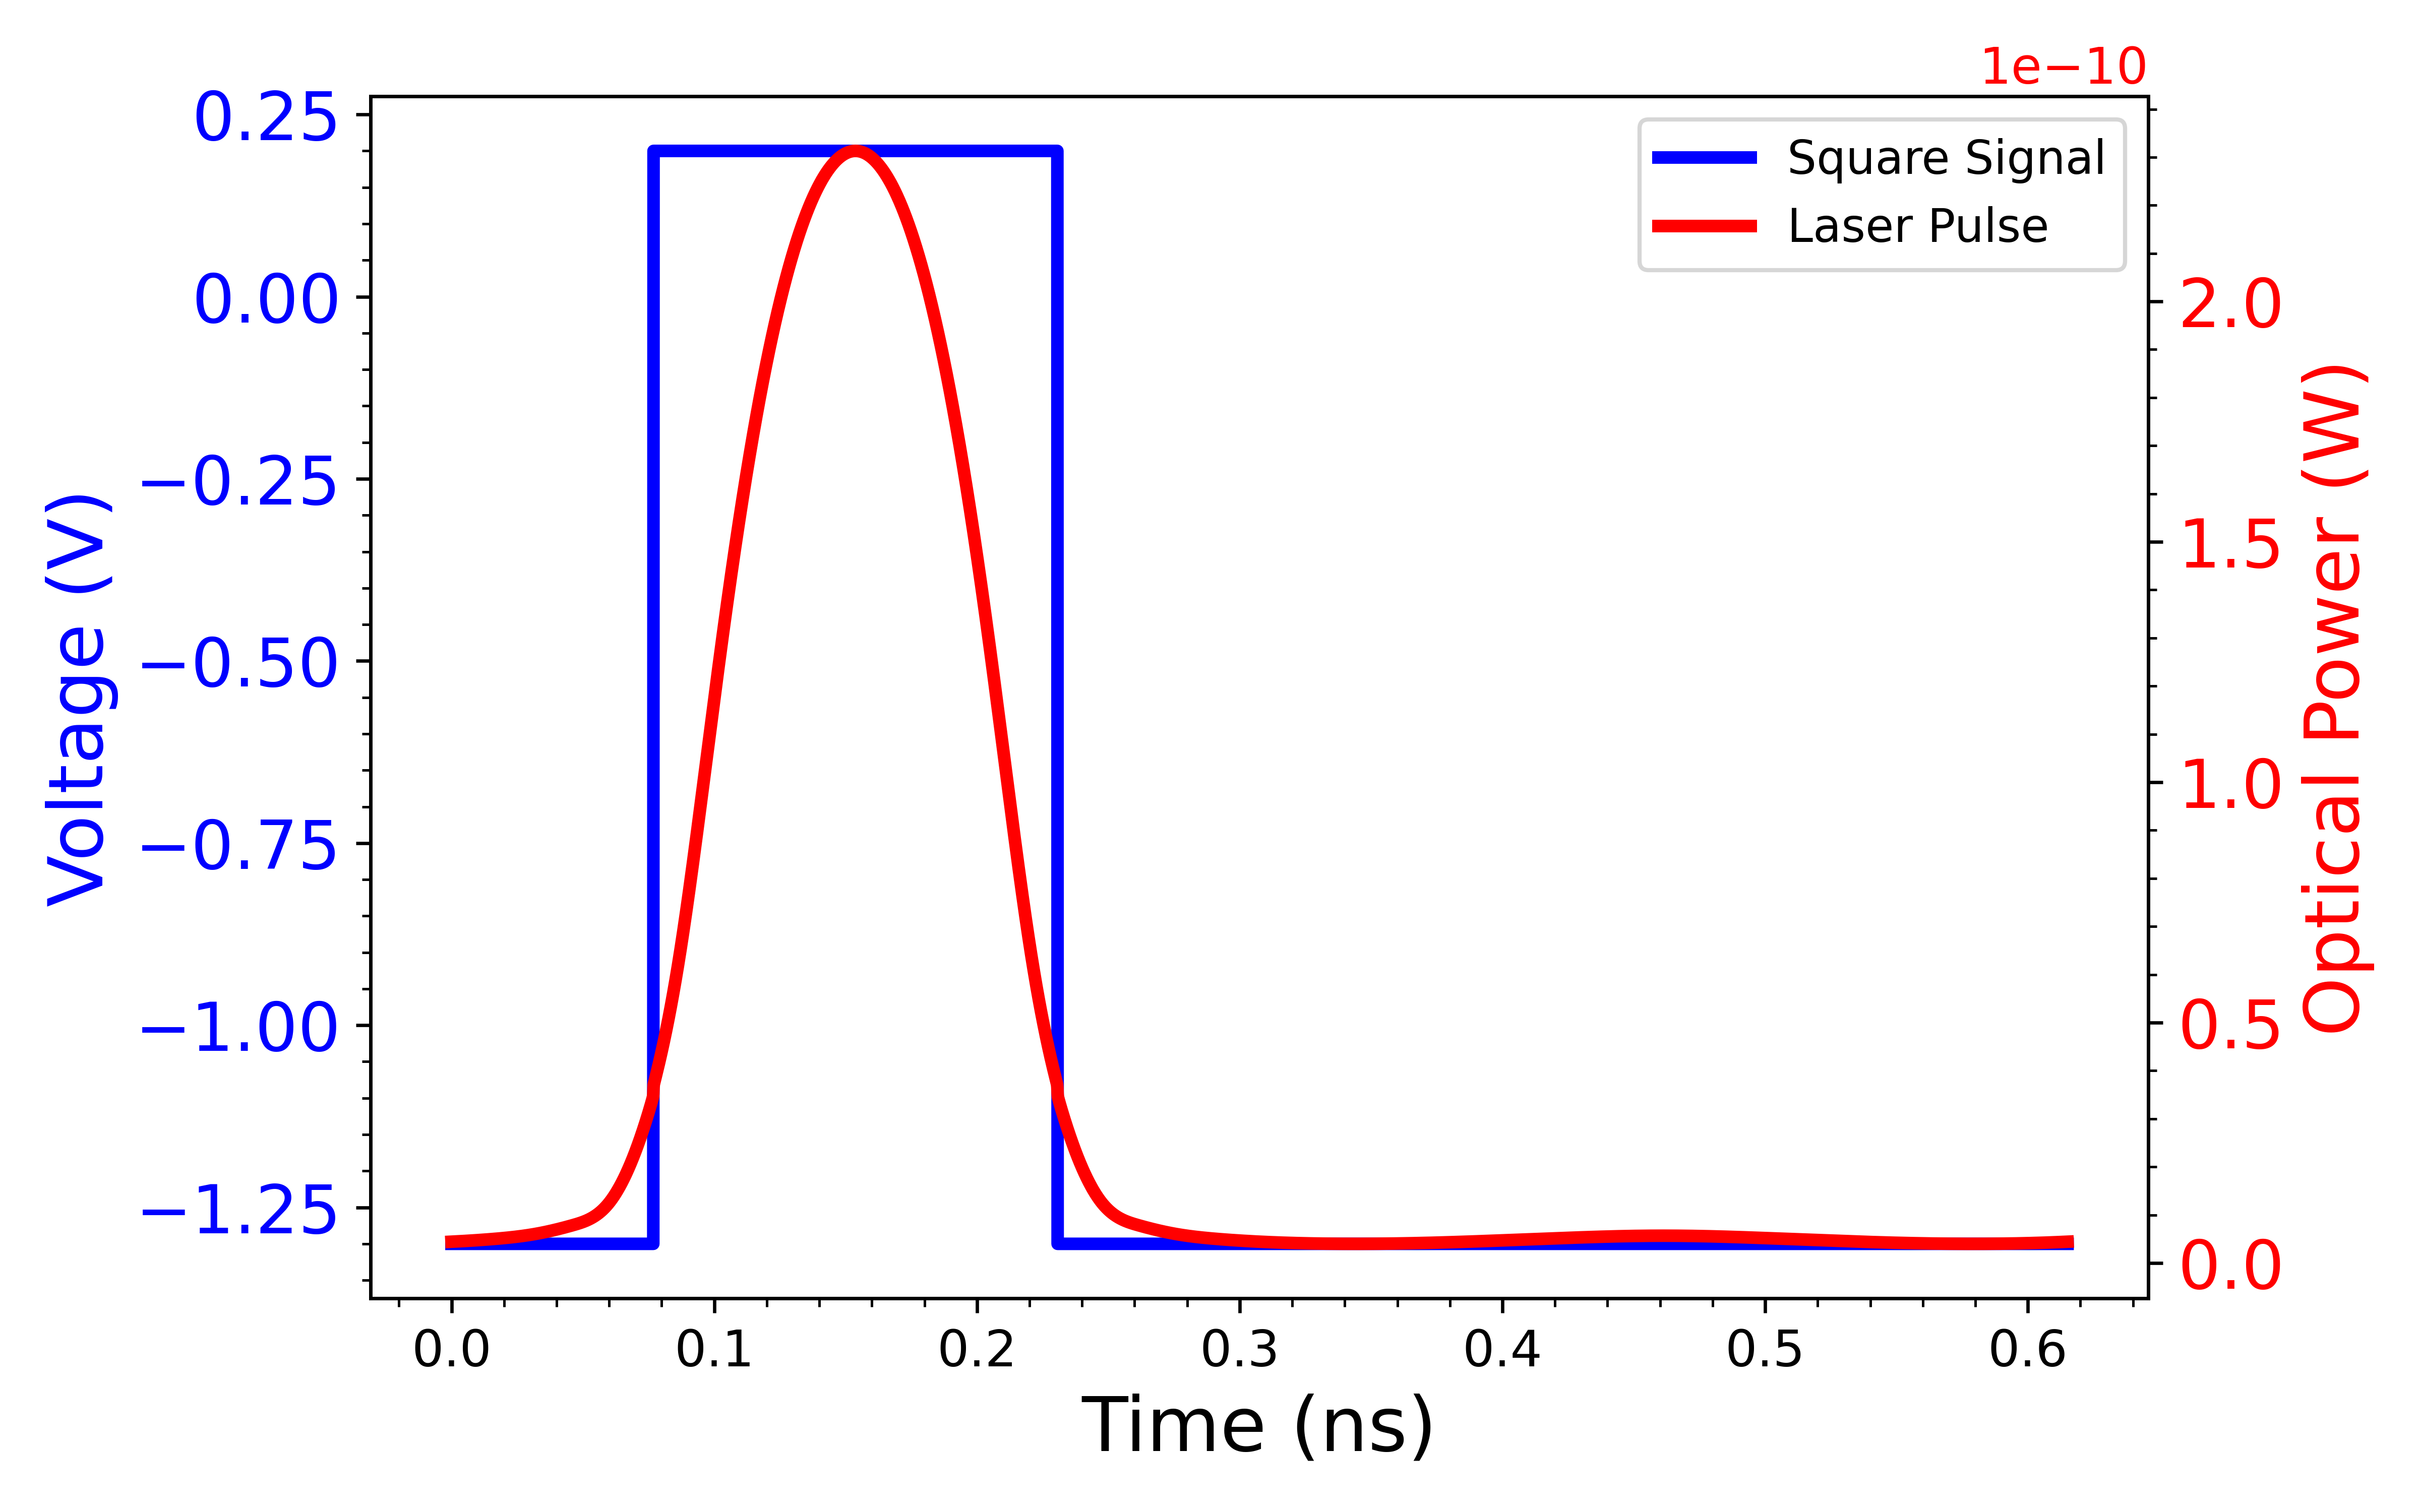 1e−10
Square Signal
Laser Pulse
Voltage (V)
0.25
0.00
−0.25
−0.50
−0.75
−1.00
−1.25
2.0
1.5
1.0
0.5
0.0
Optical Power (W)
0.0 0.1 0.2 0.3 0.4 0.5 0.6
Time (ns)